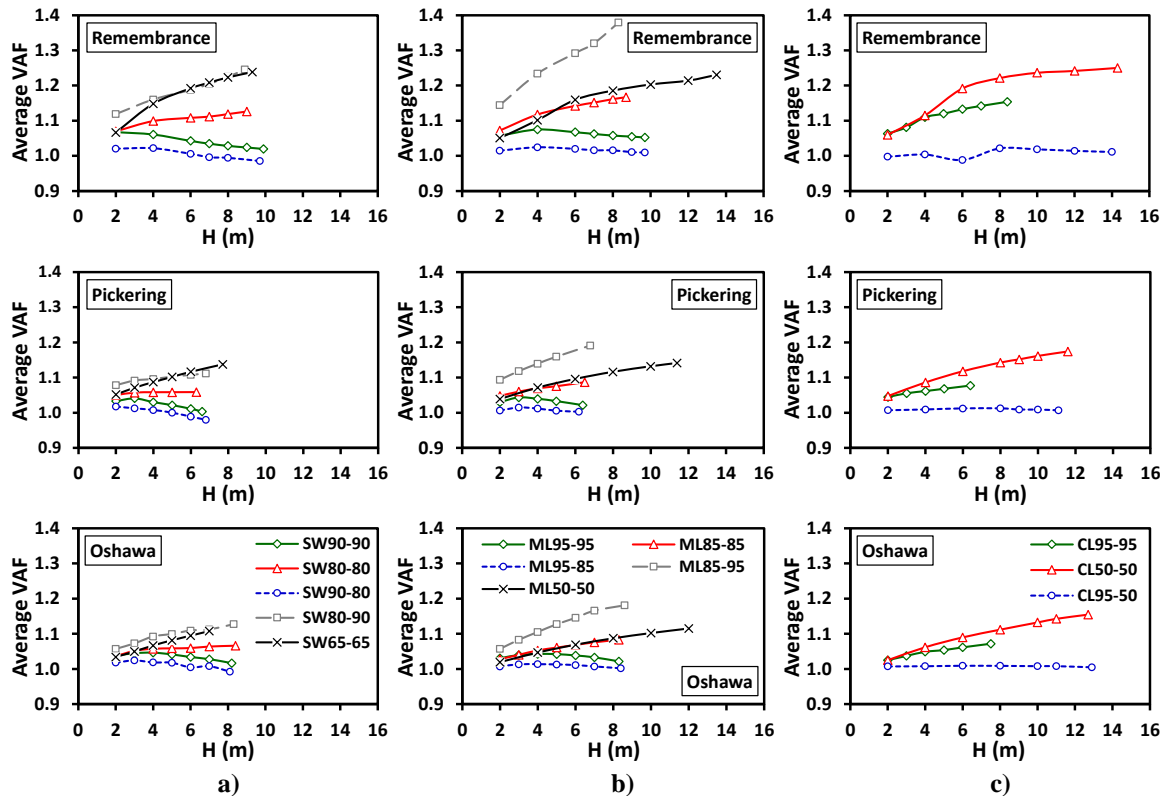 1.4
1.3
1.2
1.1
1.0
0.9
Average VAF
Remembrance
0 2 4 6 8 10 12 14 16
H (m)
1.4
1.3
1.2
1.1
1.0
0.9
Average VAF
Remembrance
0 2 4 6 8 10 12 14 16
H (m)
1.4
1.3
1.2
1.1
1.0
0.9
Average VAF
Remembrance
0 2 4 6 8 10 12 14 16
H (m)
1.4
1.3
1.2
1.1
1.0
0.9
Average VAF
Pickering
0 2 4 6 8 10 12 14 16
H (m)
1.4
1.3
1.2
1.1
1.0
0.9
Average VAF
Pickering
0 2 4 6 8 10 12 14 16
H (m)
1.4
1.3
1.2
1.1
1.0
0.9
Average VAF
Pickering
0 2 4 6 8 10 12 14 16
H (m)
1.4
1.3
1.2
1.1
1.0
0.9
Average VAF
Oshawa
SW90-90
SW80-80
SW90-80
SW80-90
SW65-65
0 2 4 6 8 10 12 14 16
H (m)
a)
1.4
1.3
1.2
1.1
1.0
0.9
Average VAF
ML95-95 ML85-85
ML95-85 ML85-95
ML50-50
Oshawa
0 2 4 6 8 10 12 14 16
H (m)
b)
1.4
1.3
1.2
1.1
1.0
0.9
Average VAF
Oshawa
CL95-95
CL50-50
CL95-50
0 2 4 6 8 10 12 14 16
H (m)
c)